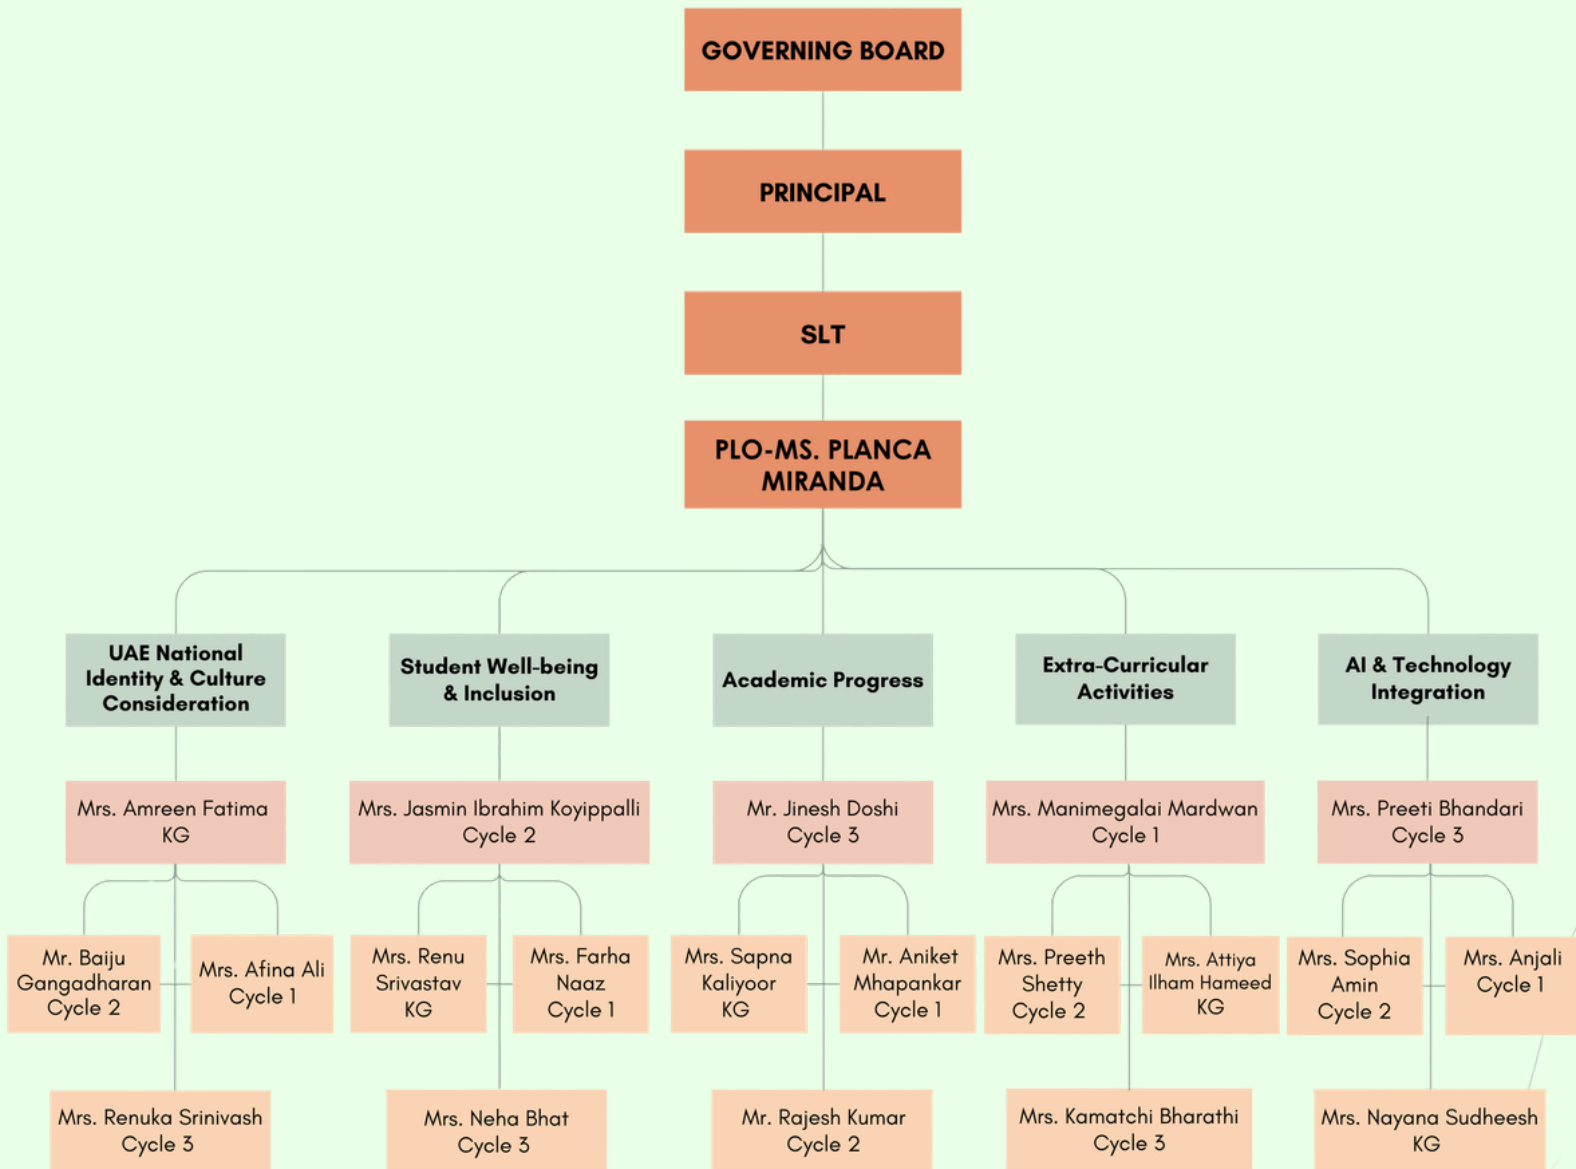 GOVERNING BOARD
PRINCIPAL
SLT
PLO-MS. PLANCA
MIRANDA
UAE National
Identity & Culture
Consideration
Student Well-being
& Inclusion
Academic Progress
Extra-Curricular
Activities
AI & Technology
Integration
Mrs. Amreen Fatima
KG
Mrs. Jasmin Ibrahim Koyippalli
Cycle 2
Mr. Jinesh Doshi
Cycle 3
Mrs. Manimegalai Mardwan
Cycle 1
Mrs. Preeti Bhandari
Cycle 3
Mr. Baiju
Gangadharan
Cycle 2
Mrs. Afina Ali
Cycle 1
Mrs. Renu
Srivastav
KG
Mrs. Farha
Naaz
Cycle 1
Mrs. Sapna
Kaliyoor
KG
Mr. Aniket
Mhapankar
Cycle 1
Mrs. Preeth
Shetty
Cycle 2
Mrs. Attiya
Ilham Hameed
KG
Mrs. Sophia
Amin
Cycle 2
Mrs. Anjali
Cycle 1
Mrs. Renuka Srinivash
Cycle 3
Mrs. Neha Bhat
Cycle 3
Mr. Rajesh Kumar
Cycle 2
Mrs. Kamatchi Bharathi
Cycle 3
Mrs. Nayana Sudheesh
KG